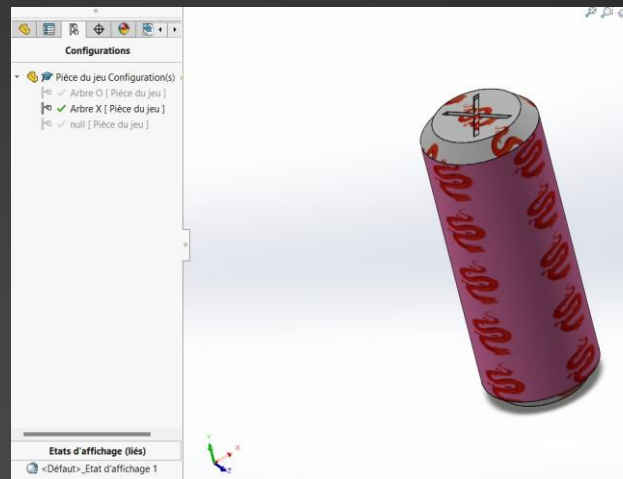 Configurations
Pièce du jeu Configuration(s)
Arbre O [ Pièce du jeu ]
Arbre X [ Pièce du jeu ]
null [ Pièce du jeu ]
Y
X
Z
Etats d'affichage (liés)
<Défaut>_Etat d'affichage 1